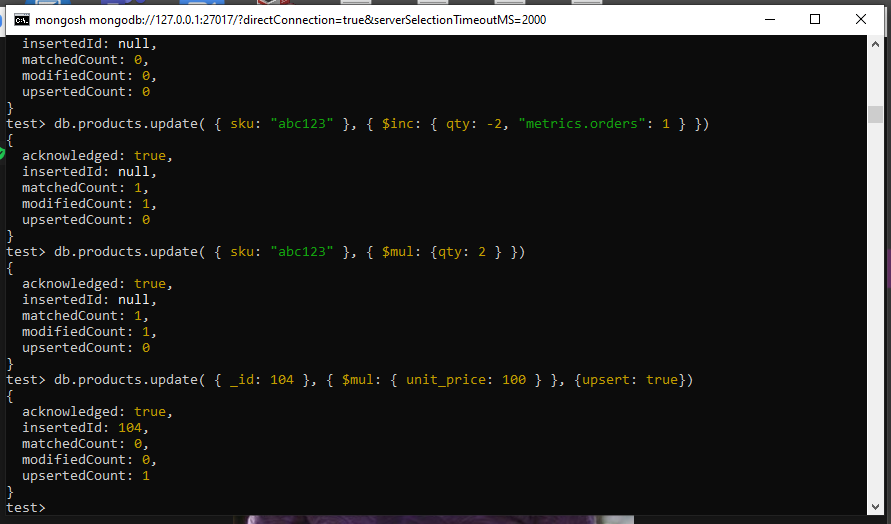 mongosh mongodb://127.0.0.1:27017/?directConnection=true&serverSelectionTimeoutMS=2000
  insertedId: null,
  matchedCount: 0,
  modifiedCount: 0,
  upsertedCount: 0
}
test> db.products.update( { sku: "abc123" }, { $inc: { qty: -2, "metrics.orders": 1 } })
{
  acknowledged: true,
  insertedId: null,
  matchedCount: 1,
  modifiedCount: 1,
  upsertedCount: 0
}
test> db.products.update( { sku: "abc123" }, { $mul: {qty: 2 } })
{
  acknowledged: true,
  insertedId: null,
  matchedCount: 1,
  modifiedCount: 1,
  upsertedCount: 0
}
test> db.products.update( { _id: 104 }, { $mul: { unit_price: 100 } }, {upsert: true})
{
  acknowledged: true,
  insertedId: 104,
  matchedCount: 0,
  modifiedCount: 0,
  upsertedCount: 1
}
test>